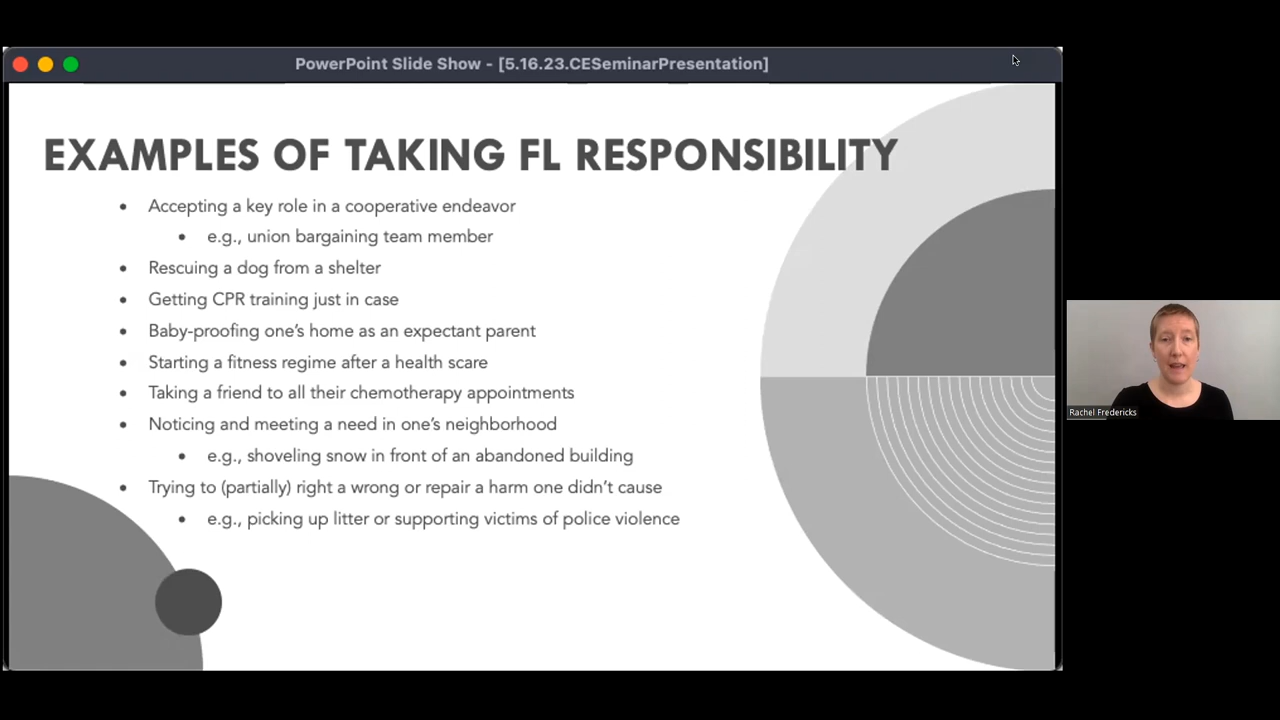 PowerPoint Slide Show - [5.16.23.CESeminarPresentation]
EXAMPLES OF TAKING FL RESPONSIBILITY
• Accepting a key role in a cooperative endeavor
• e.g., union bargaining team member
• Rescuing a dog from a shelter
• Getting CPR training just in case
• Baby-proofing one’s home as an expectant parent
• Starting a fitness regime after a health scare
• Taking a friend to all their chemotherapy appointments
• Noticing and meeting a need in one’s neighborhood
• e.g., shoveling snow in front of an abandoned building
• Trying to (partially) right a wrong or repair a harm one didn’t cause
• e.g., picking up litter or supporting victims of police violence
Rachel Fredericks